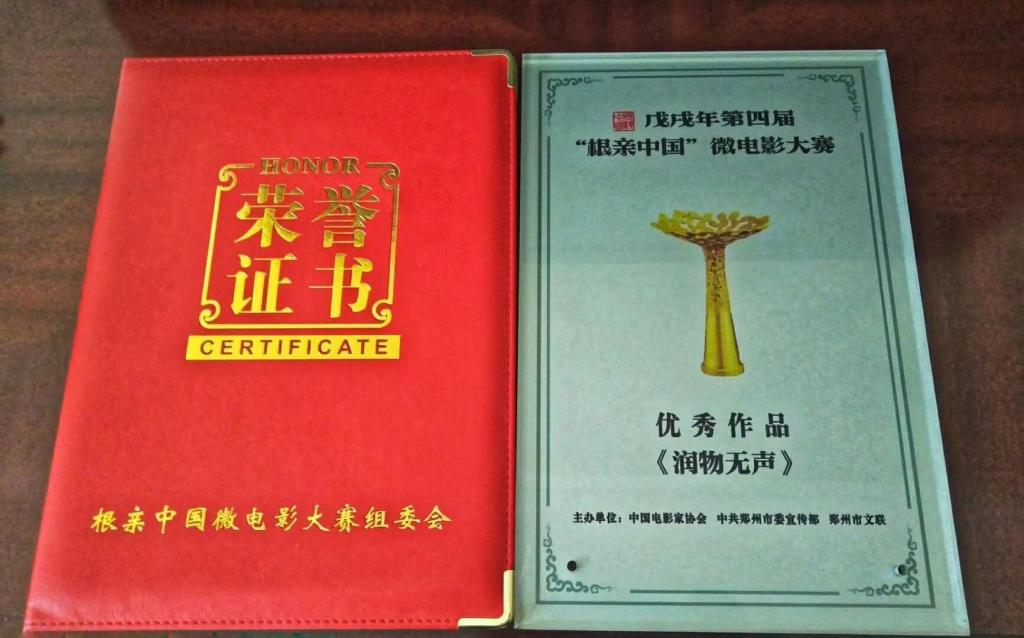 HONOR
荣誉
证书
CERTIFICATE
根亲中国微电影大赛组委会
戊戌年第四届
“根亲中国”微电影大赛
优秀作品
《润物无声》
主办单位：中国电影家协会 中共郑州市委宣传部 郑州市文联